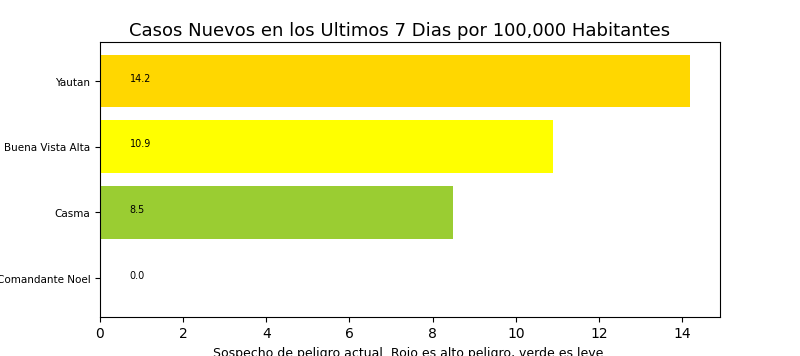 Casos Nuevos en los Ultimos 7 Dias por 100,000 Habitantes
Yautan 14.2
Buena Vista Alta 10.9
Casma 8.5
Comandante Noel 0.0
0 2 4 6 8 10 12 14
Sospecho de peligro actual. Rojo es alto peligro, verde es leve